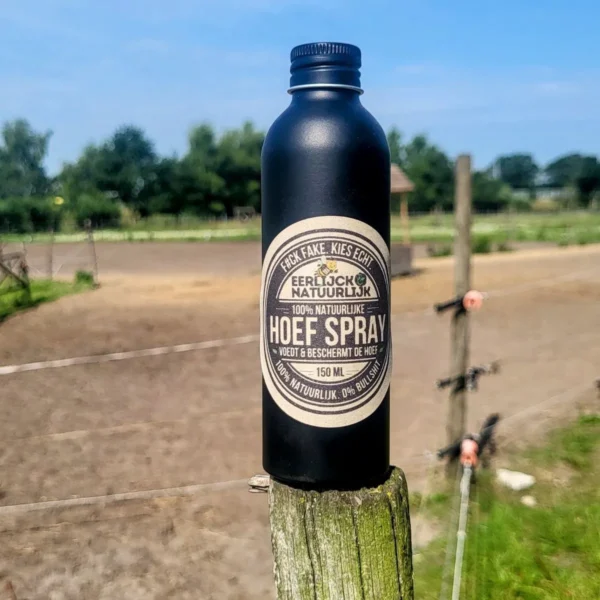 F#CK FAKE. KIES ECHT
EERLIJCK
NATUURLIJK
100% NATUURLIJKE
HOEF SPRAY
VOEDT & BESCHERMT DE HOEF
150 ML
100% NATUURLIJK. 0% BULLSHIT